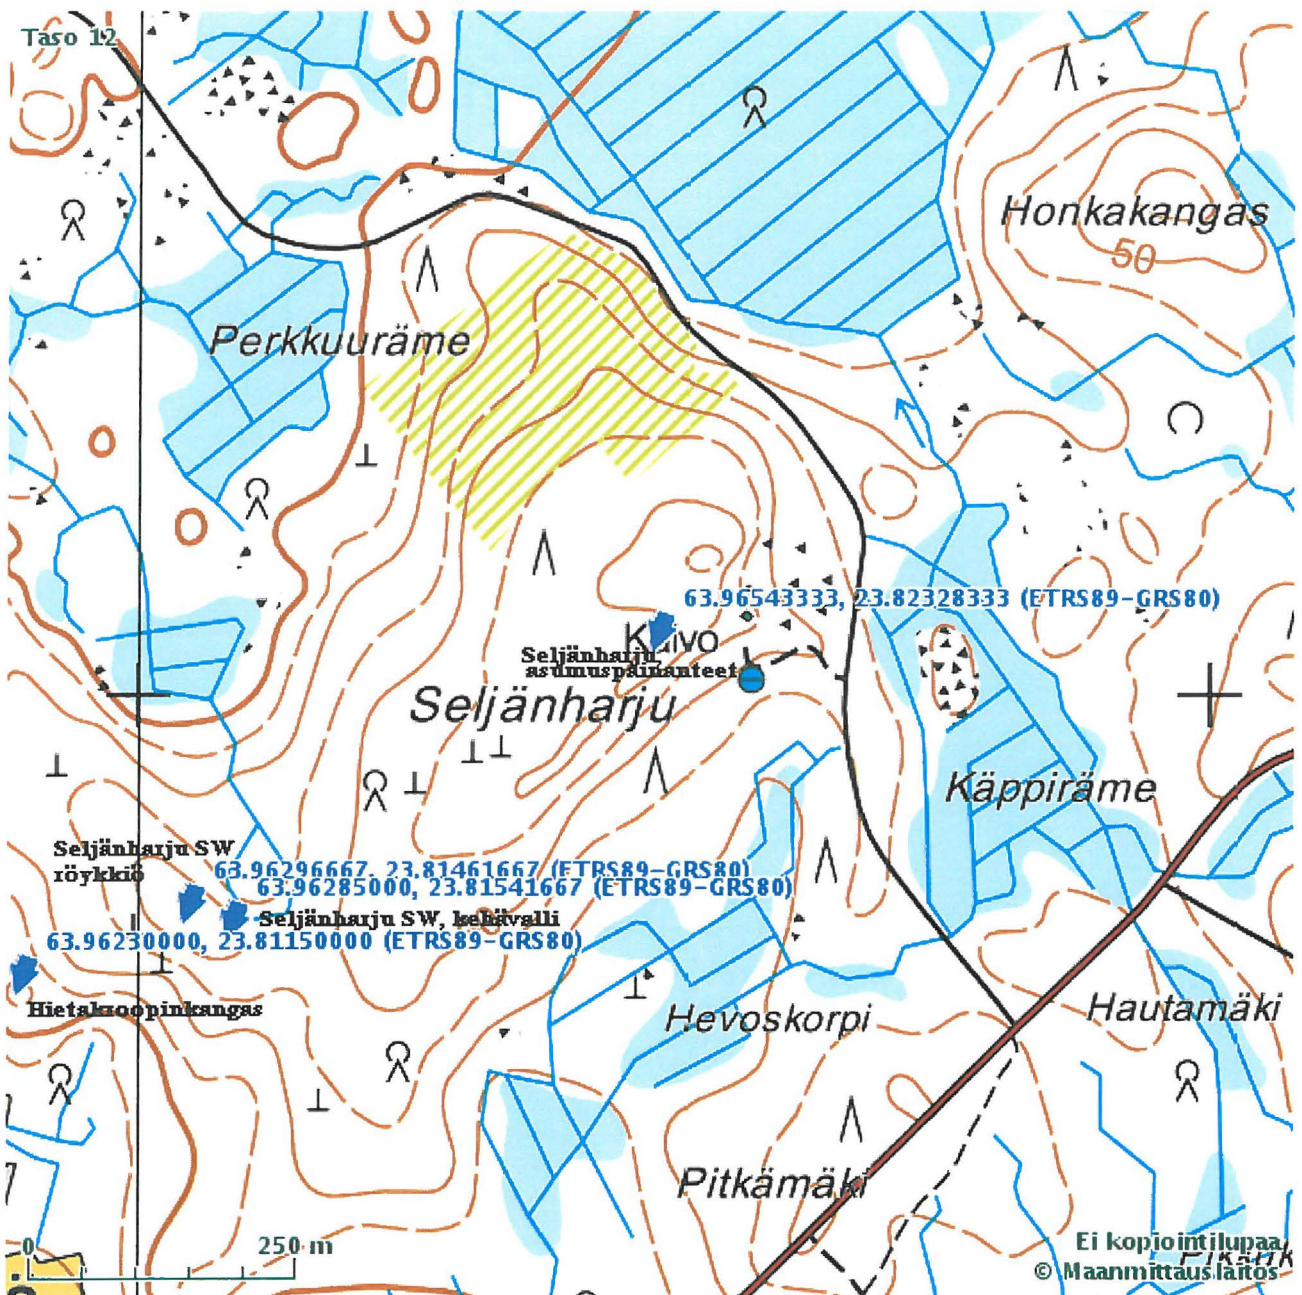 Taso 12
Honkakangas
50
Perkkuuräme
63.96543333, 23.82328333 (ETRS89-GRS80)
Kaivo
Seljänharju,
asumuspainanteet
Seljänharju
Käppiräme
Seljänharju SW
röykkiö
63.96296667, 23.81461667 (ETRS89-GRS80)
63.96285000, 23.81541667 (ETRS89-GRS80)
Seljänharju SW, kehävalli
63.96230000, 23.81150000 (ETRS89-GRS80)
Hietakroopinkangas
Hevoskorpi
Hautamäki
Pitkämäki
0 250 m
Ei kopiointilupaa
© Maanmittauslaitos